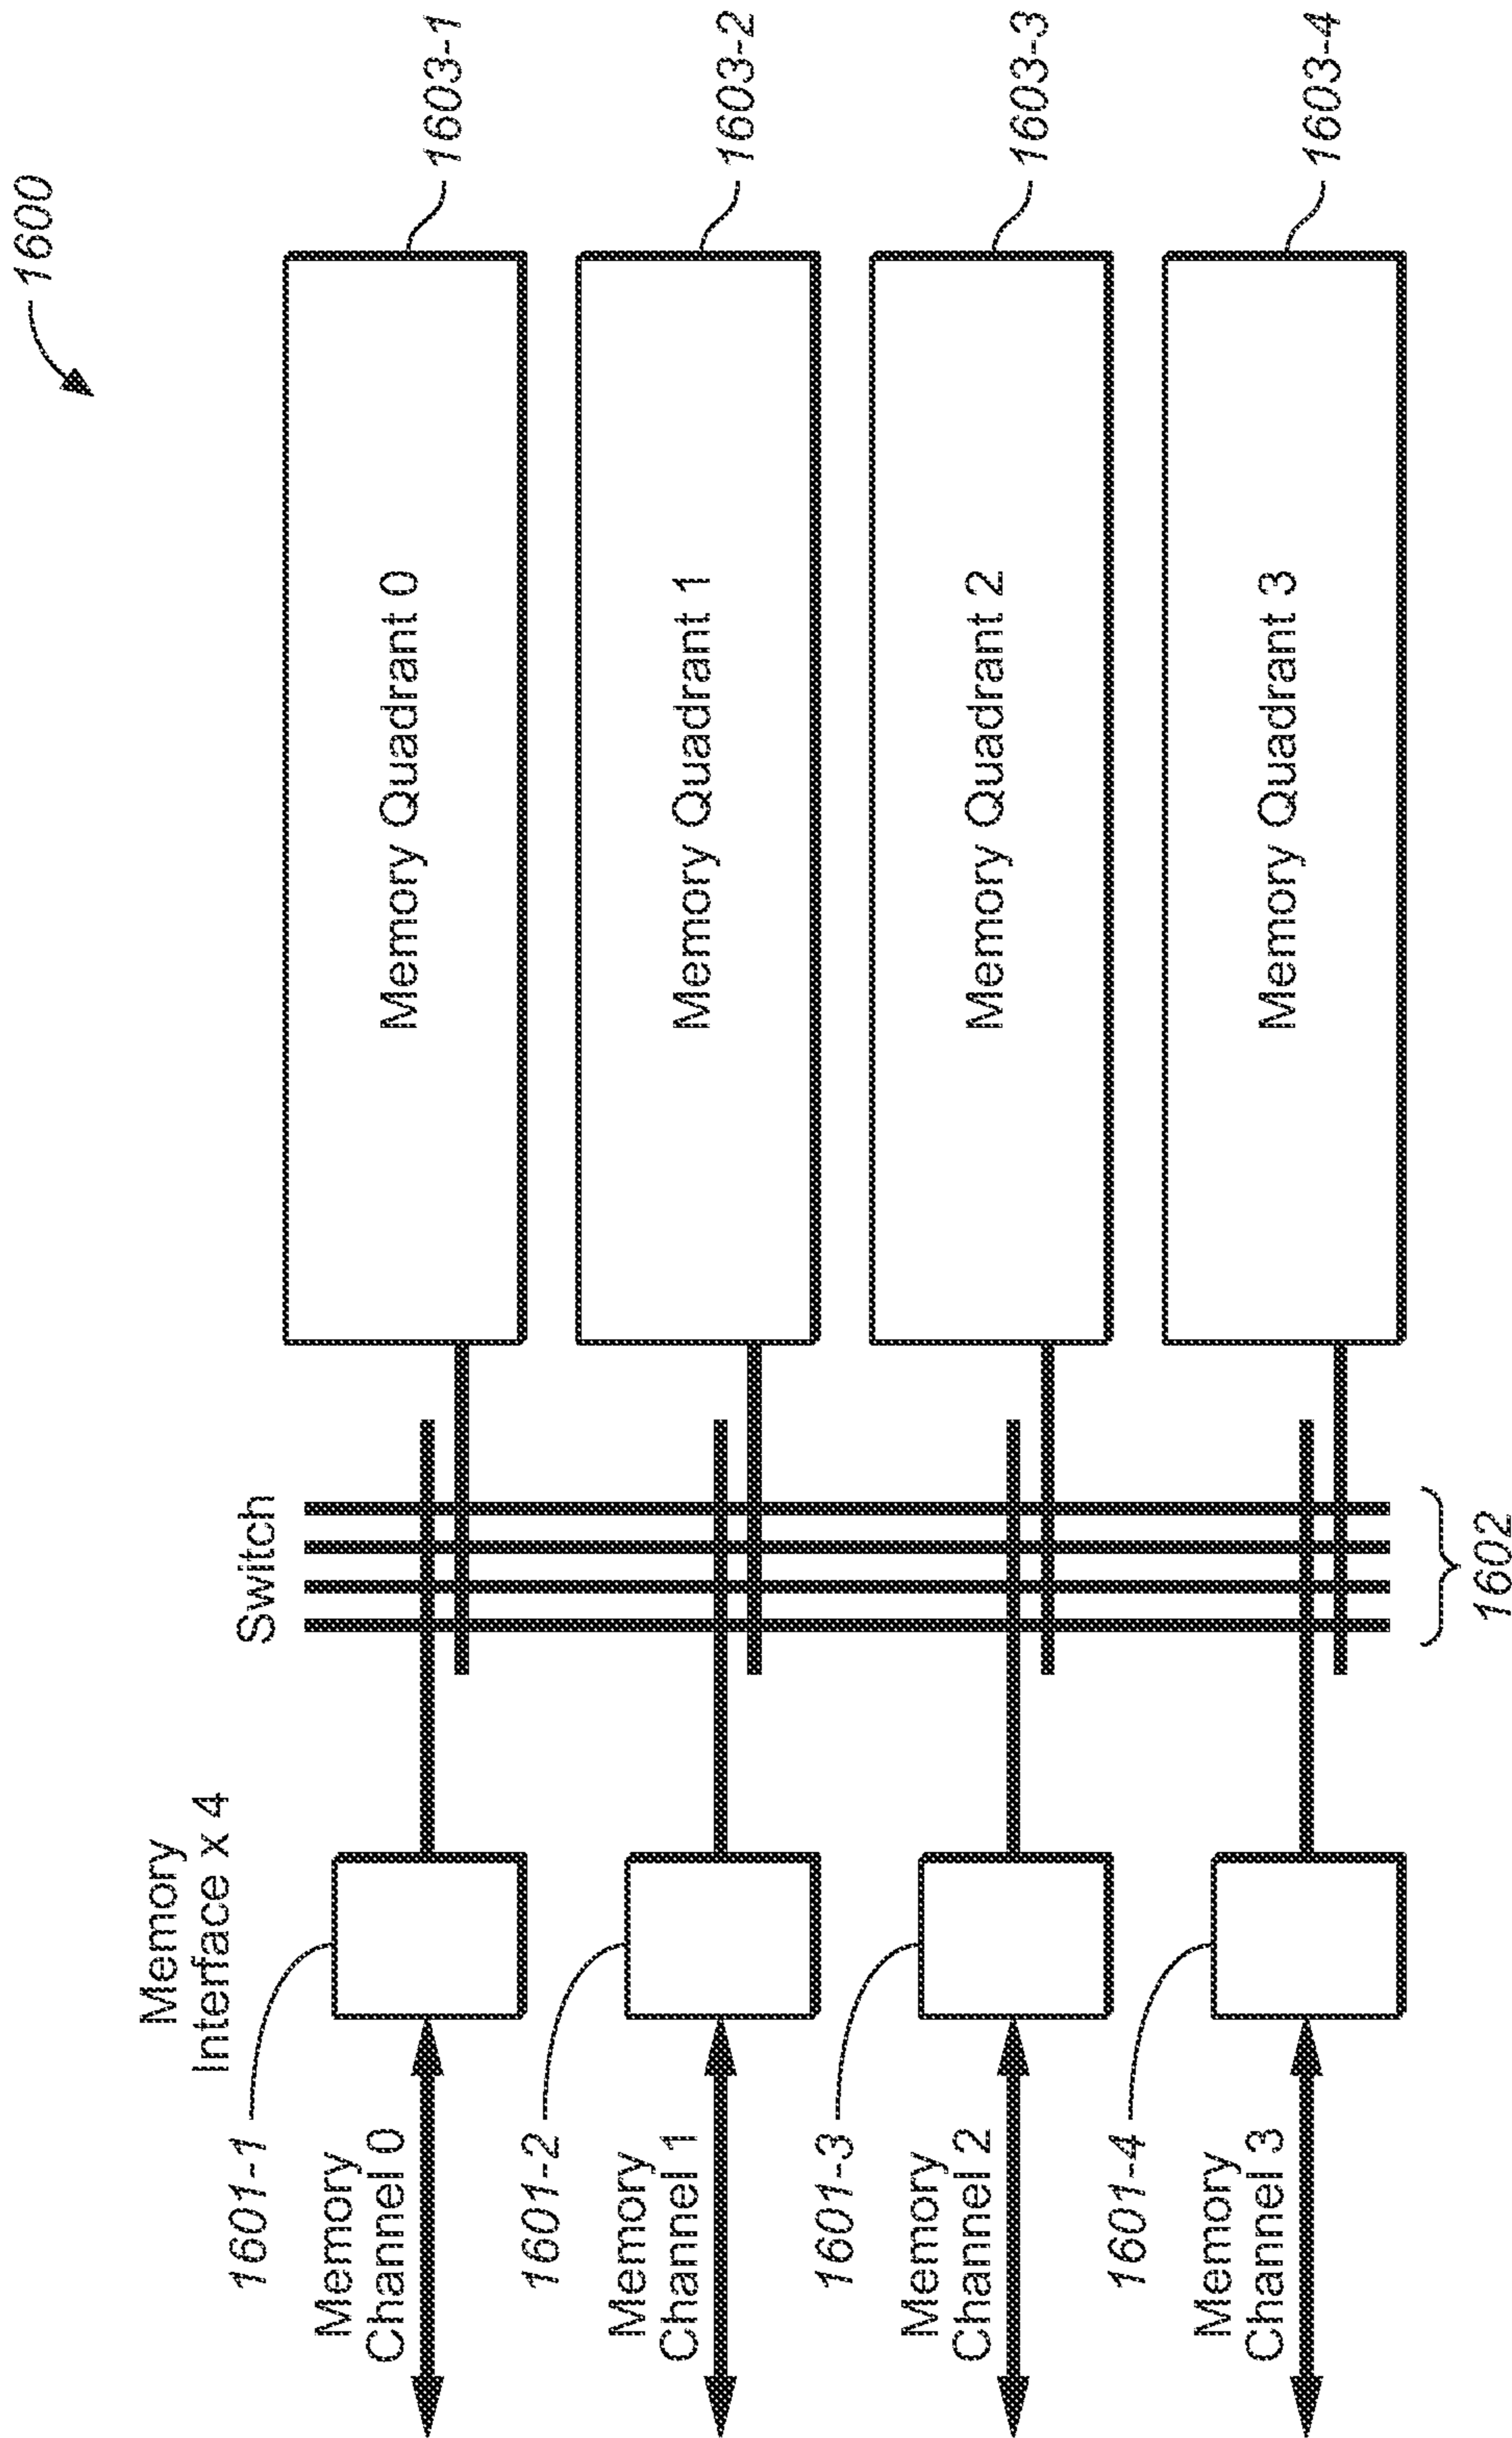 1600
Memory
Interface x 4
Switch
1601-1
Memory
Channel 0
Memory Quadrant 0
1603-1
1601-2
Memory
Channel 1
Memory Quadrant 1
1603-2
1601-3
Memory
Channel 2
Memory Quadrant 2
1603-3
1601-4
Memory
Channel 3
Memory Quadrant 3
1603-4
1602